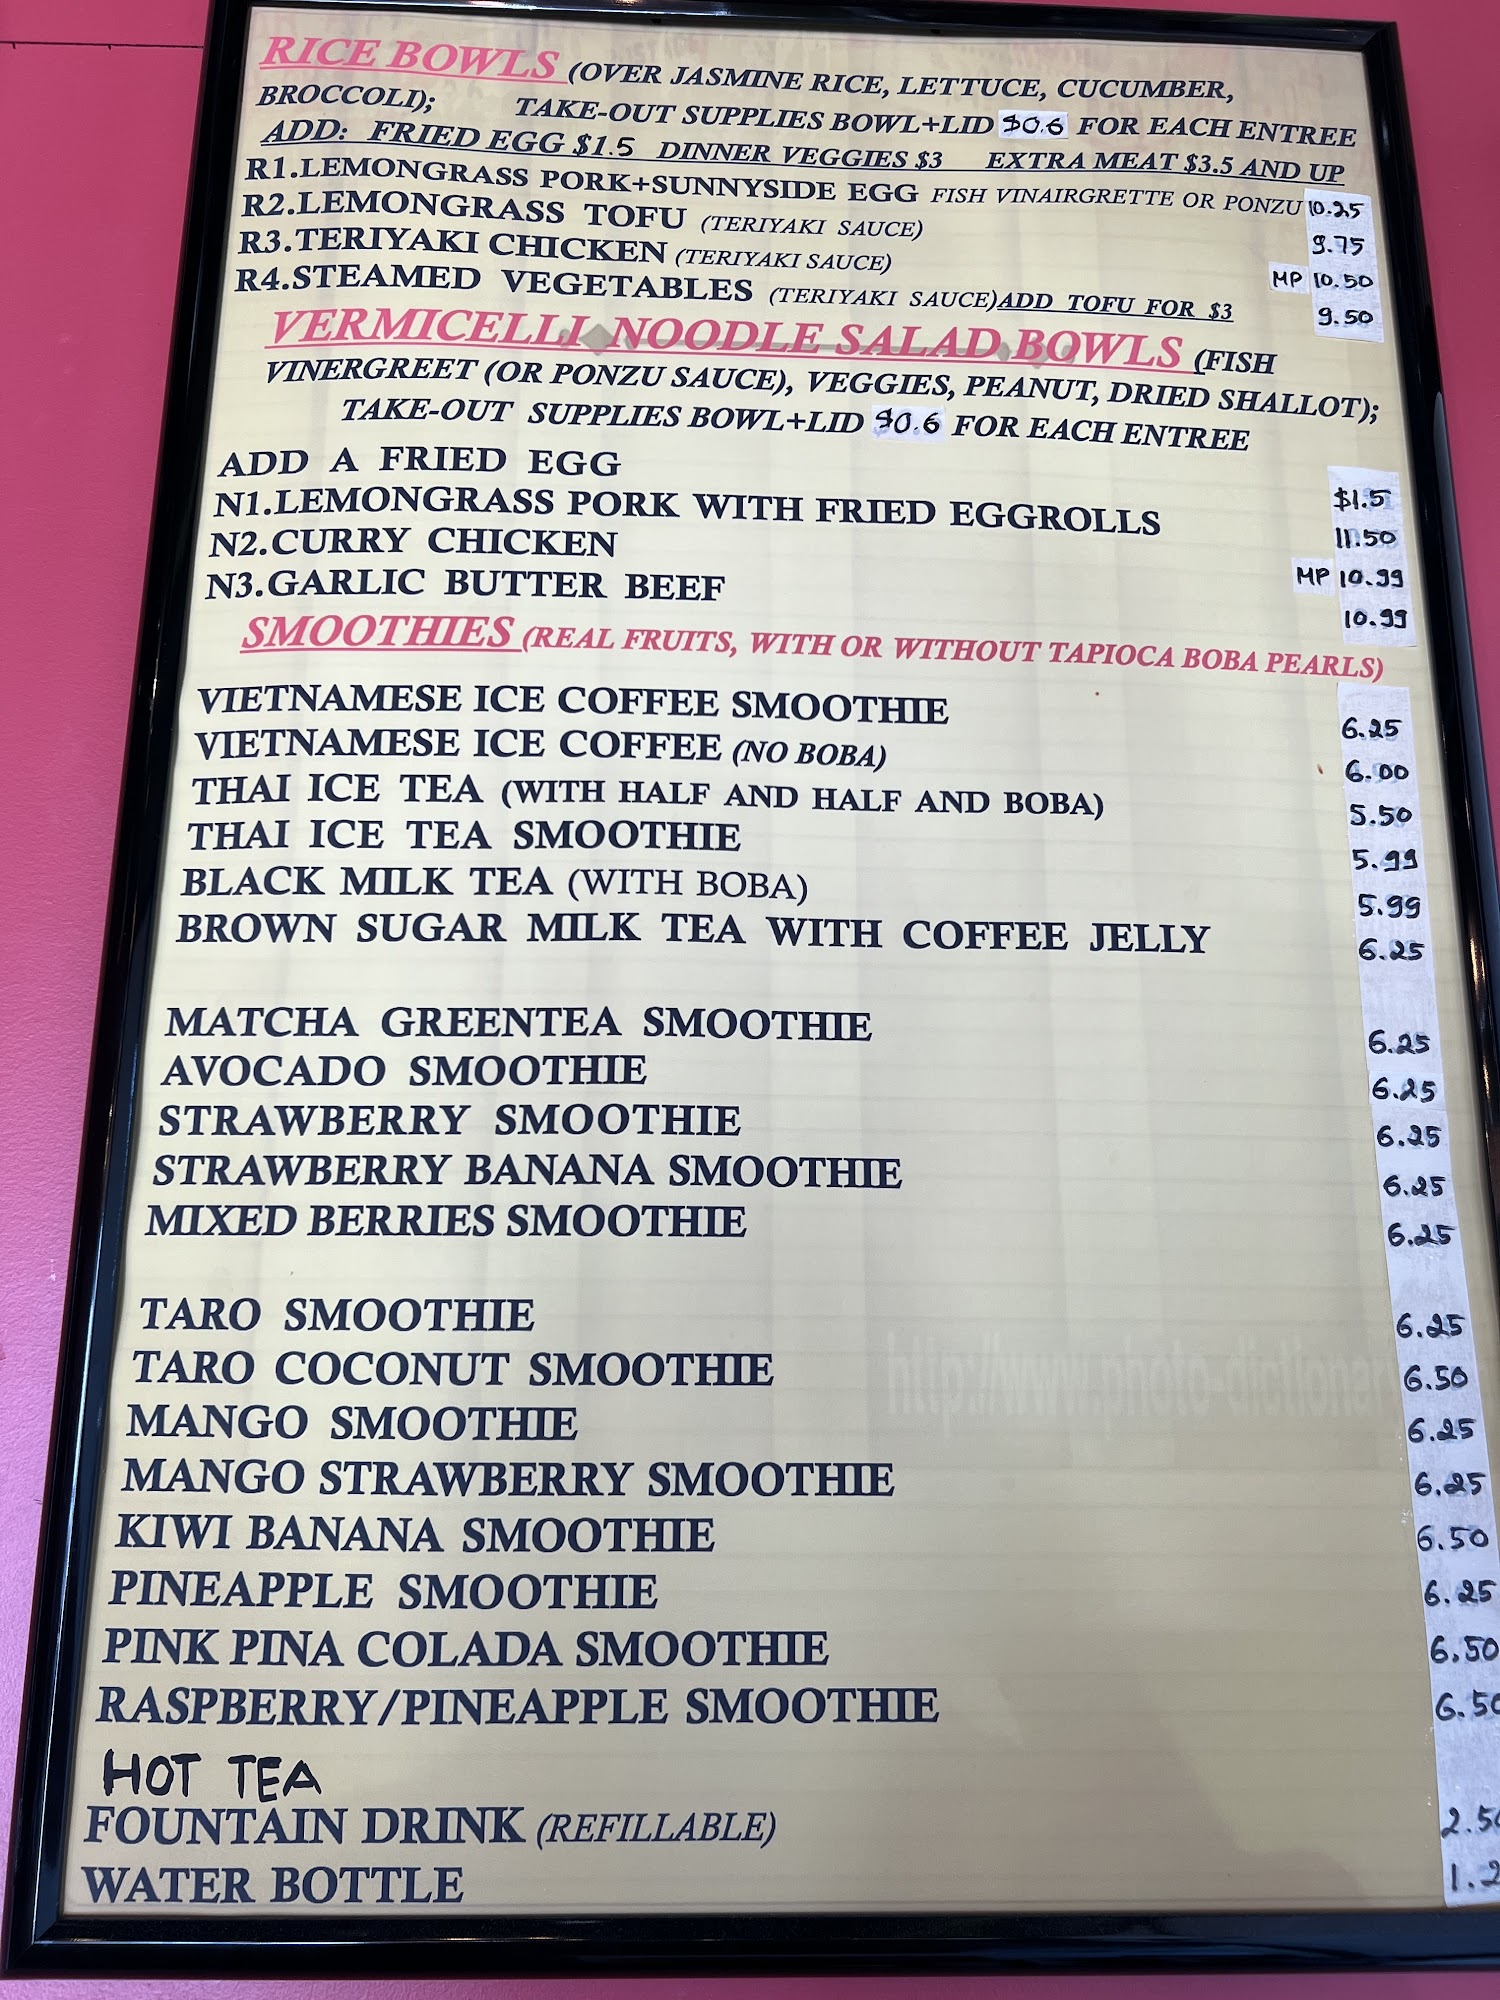 RICE BOWLS (OVER JASMINE RICE, LETTUCE, CUCUMBER,
BROCCOLI); TAKE-OUT SUPPLIES BOWL+LID $0.6 FOR EACH ENTREE
ADD: FRIED EGG $1.5 DINNER VEGGIES $3 EXTRA MEAT $3.5 AND UP
R1.LEMONGRASS PORK+SUNNYSIDE EGG FISH VINAIRGRETTE OR PONZU 10.25
R2.LEMONGRASS TOFU (TERIYAKI SAUCE) 9.75
R3.TERIYAKI CHICKEN (TERIYAKI SAUCE) MP 10.50
R4.STEAMED VEGETABLES (TERIYAKI SAUCE)ADD TOFU FOR $3 9.50
VERMICELLI NOODLE SALAD BOWLS (FISH
VINERGREET (OR PONZU SAUCE), VEGGIES, PEANUT, DRIED SHALLOT);
TAKE-OUT SUPPLIES BOWL+LID $0.6 FOR EACH ENTREE
ADD A FRIED EGG $1.5
N1.LEMONGRASS PORK WITH FRIED EGGROLLS 11.50
N2.CURRY CHICKEN MP 10.99
N3.GARLIC BUTTER BEEF 10.99
SMOOTHIES (REAL FRUITS, WITH OR WITHOUT TAPIOCA BOBA PEARLS)
VIETNAMESE ICE COFFEE SMOOTHIE 6.25
VIETNAMESE ICE COFFEE (NO BOBA) 6.00
THAI ICE TEA (WITH HALF AND HALF AND BOBA) 5.50
THAI ICE TEA SMOOTHIE 5.99
BLACK MILK TEA (WITH BOBA) 5.99
BROWN SUGAR MILK TEA WITH COFFEE JELLY 6.25
MATCHA GREENTEA SMOOTHIE 6.25
AVOCADO SMOOTHIE 6.25
STRAWBERRY SMOOTHIE 6.25
STRAWBERRY BANANA SMOOTHIE 6.25
MIXED BERRIES SMOOTHIE 6.25
TARO SMOOTHIE 6.25
TARO COCONUT SMOOTHIE 6.50
MANGO SMOOTHIE 6.25
MANGO STRAWBERRY SMOOTHIE 6.25
KIWI BANANA SMOOTHIE 6.50
PINEAPPLE SMOOTHIE 6.25
PINK PINA COLADA SMOOTHIE 6.50
RASPBERRY/PINEAPPLE SMOOTHIE 6.50
HOT TEA
FOUNTAIN DRINK (REFILLABLE) 2.50
WATER BOTTLE